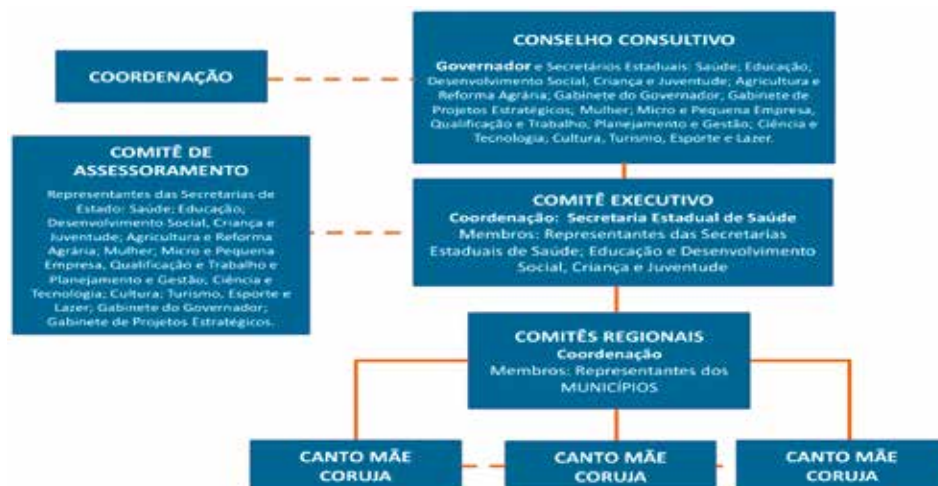 COORDENAÇÃO
CONSELHO CONSULTIVO
Governador e Secretários Estaduais: Saúde; Educação,
Desenvolvimento Social, Criança e Juventude; Agricultura e
Reforma Agrária; Gabinete do Governador; Gabinete de
Projetos Estratégicos; Mulher; Micro e Pequena Empresa,
Qualificação e Trabalho, Planejamento e Gestão; Ciência e
Tecnologia; Cultura, Turismo, Esporte e Lazer.
COMITÊ DE
ASSESSORAMENTO
Representantes das Secretarias de
Estado: Saúde; Educação;
Desenvolvimento Social, Criança e
Juventude; Agricultura e Reforma
Agrária; Mulher; Micro e Pequena
Empresa, Qualificação e Trabalho e
Planejamento e Gestão; Ciência e
Tecnologia; Cultura; Turismo, Esporte e
Lazer; Gabinete do Governador;
Gabinete de Projetos Estratégicos.
COMITÊ EXECUTIVO
Coordenação: Secretaria Estadual de Saúde
Membros: Representantes das Secretarias
Estaduais de Saúde; Educação e Desenvolvimento
Social, Criança e Juventude
COMITÊS REGIONAIS
Coordenação
Membros: Representantes dos
MUNICÍPIOS
CANTO MÃE
CORUJA
CANTO MÃE
CORUJA
CANTO MÃE
CORUJA